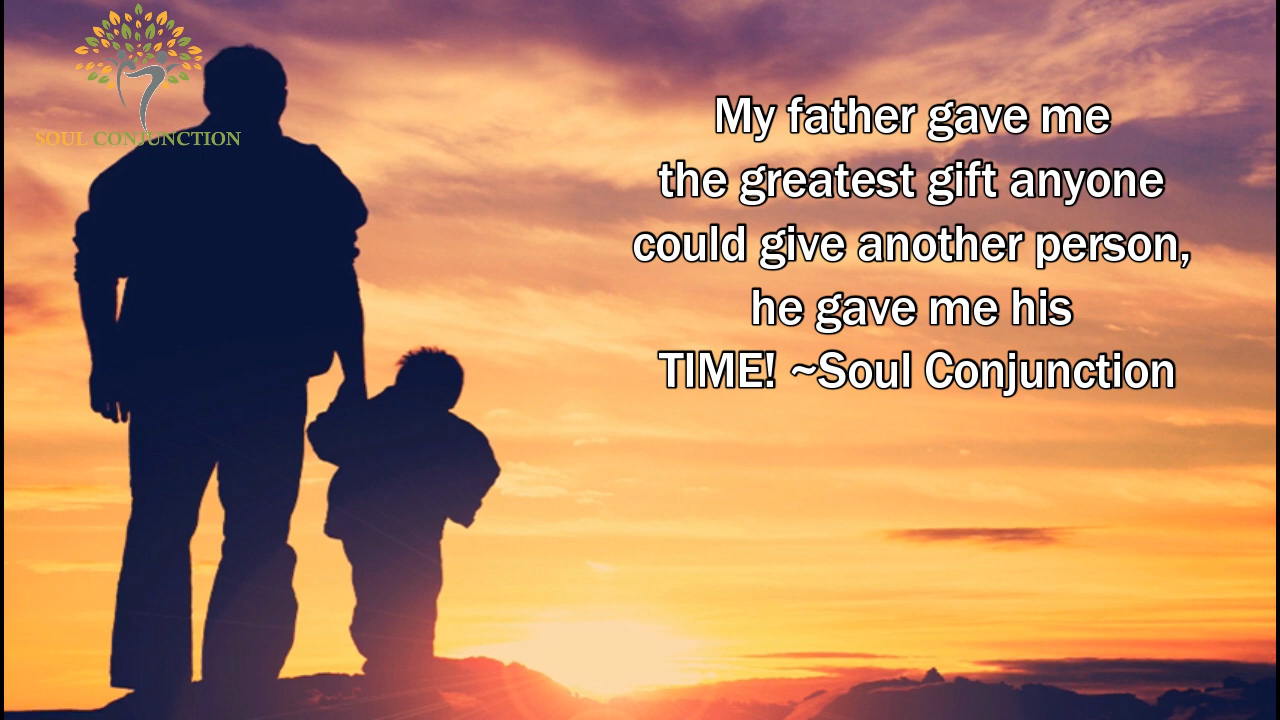 SOUL CONJUNCTION
My father gave me
the greatest gift anyone
could give another person,
he gave me his
TIME! ~Soul Conjunction